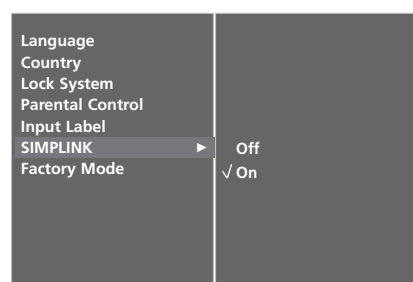 Language
Country
Lock System
Parental Control
Input Label
SIMPLINK ►
Off
Factory Mode
√ On